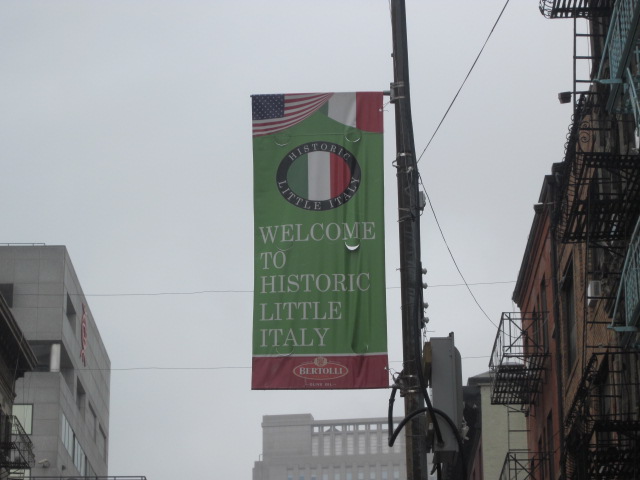 HISTORIC
LITTLE ITALY
WELCOME
TO
HISTORIC
LITTLE
ITALY
BERTOLLI